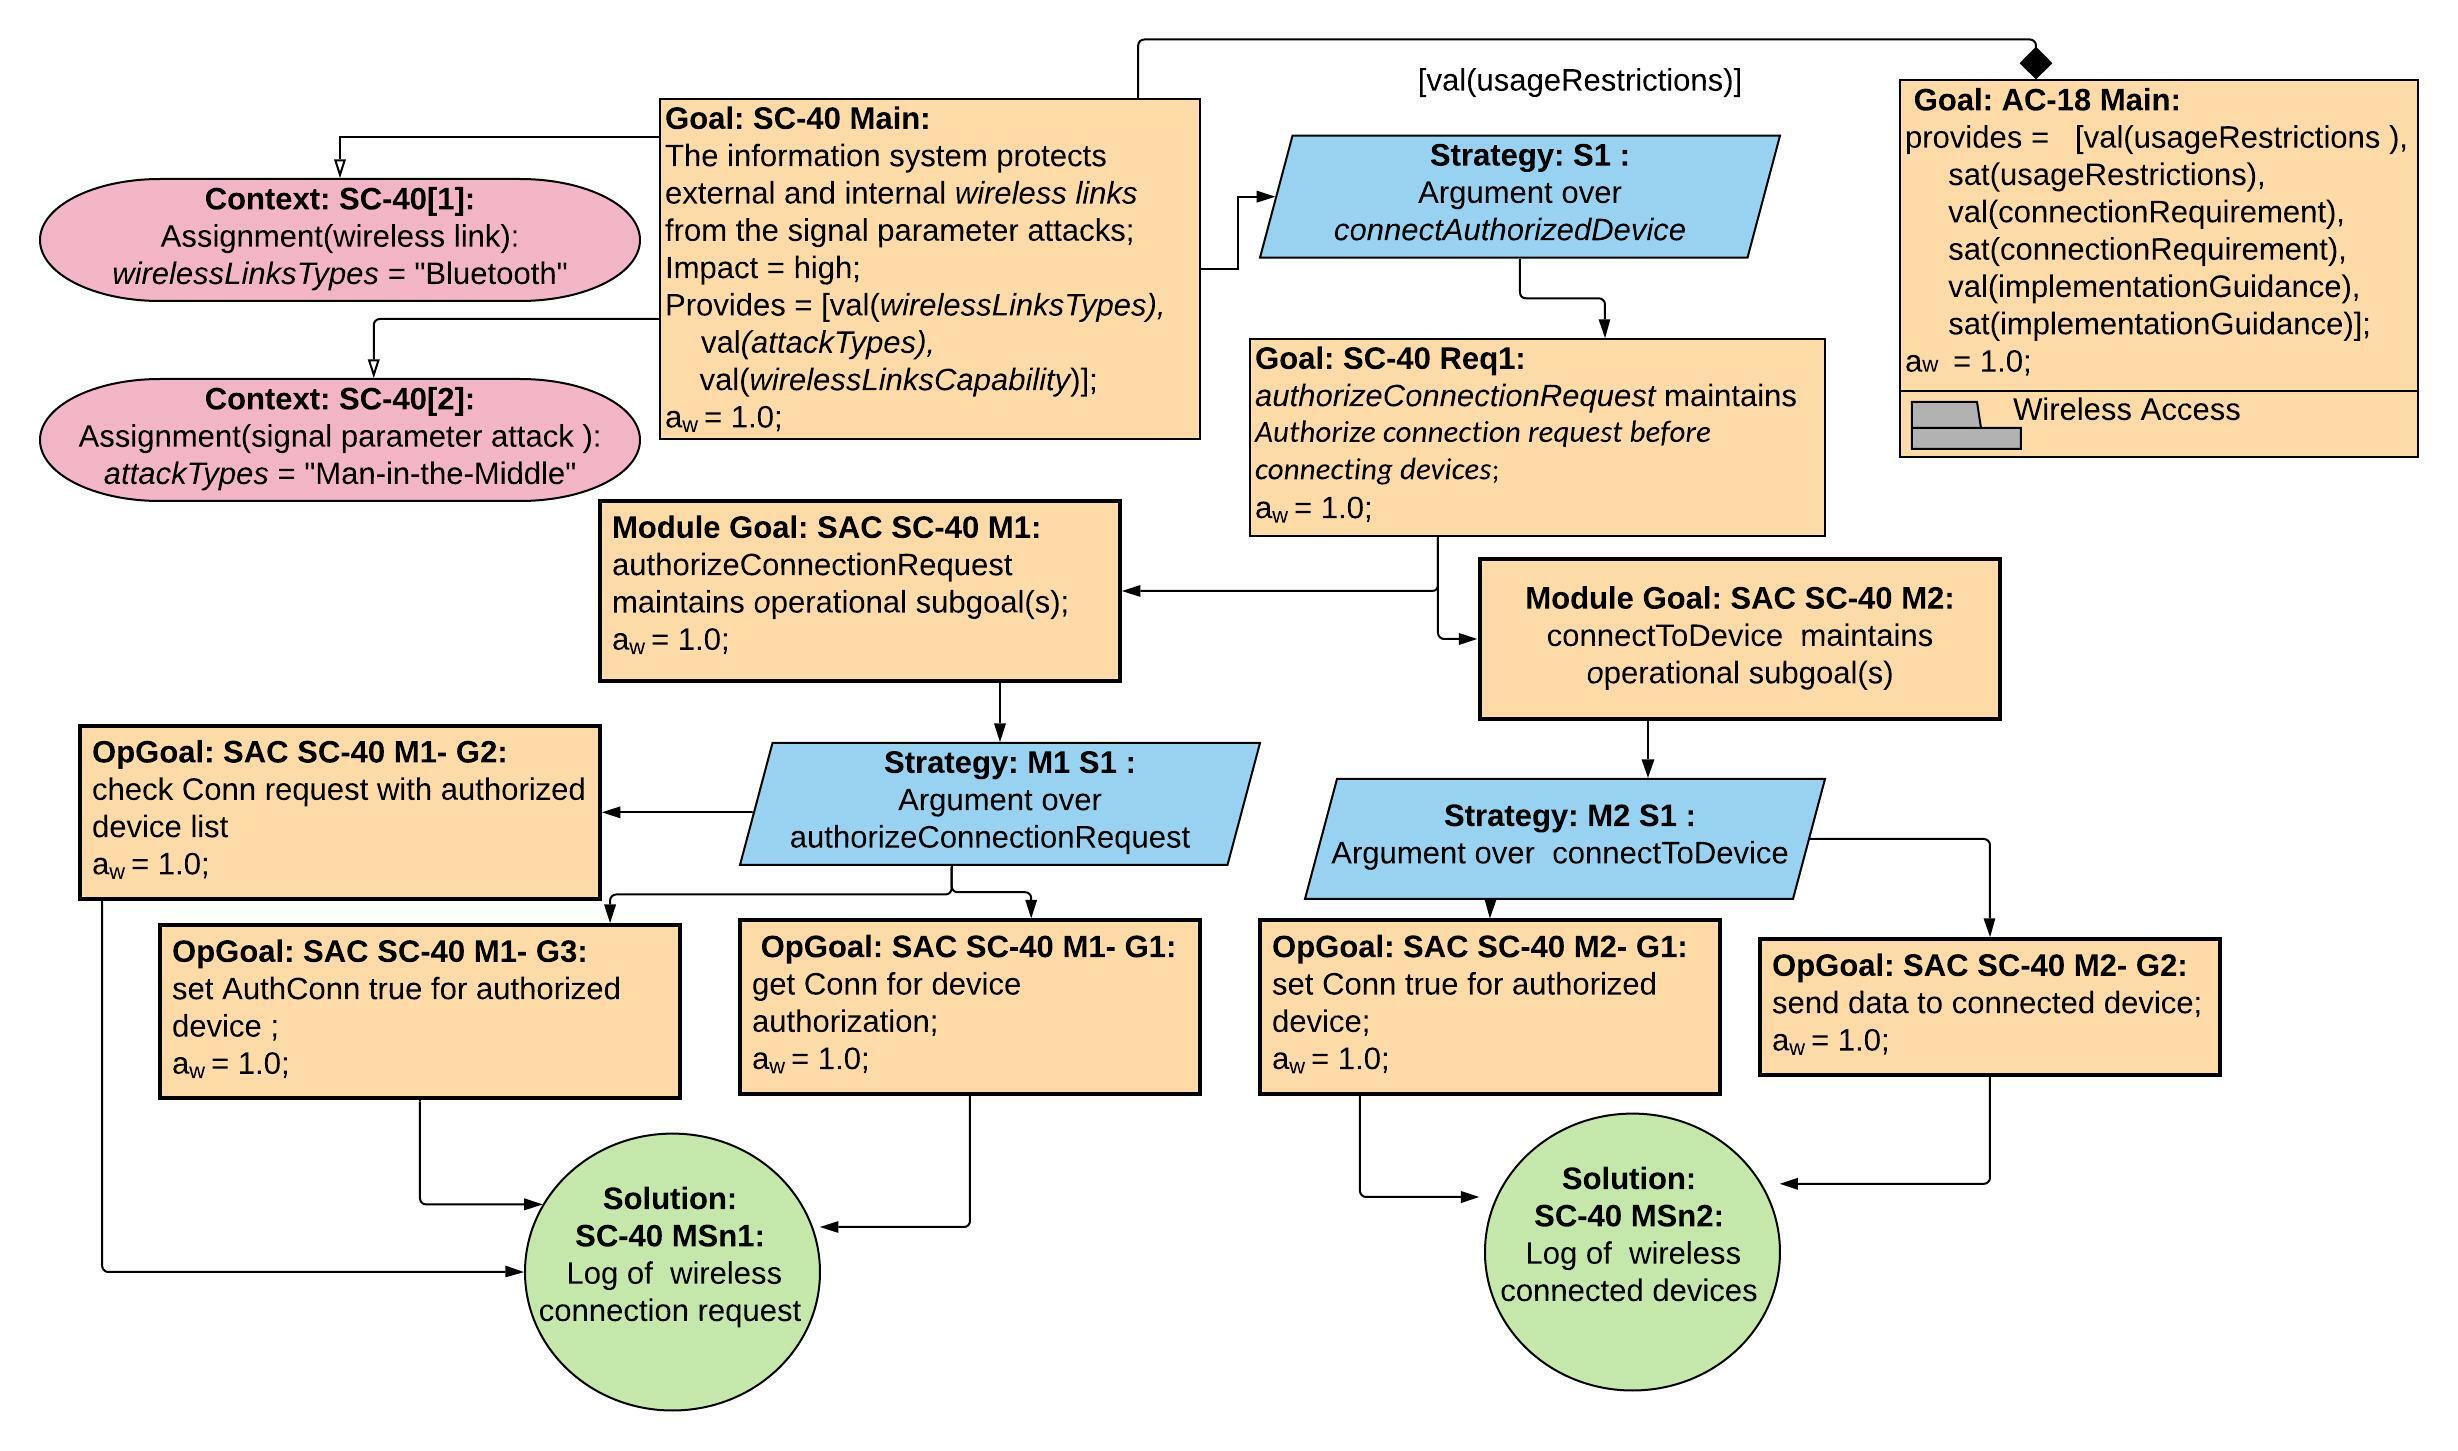 [val(usageRestrictions)]
Goal: SC-40 Main:
The information system protects
external and internal wireless links
from the signal parameter attacks;
Impact = high;
Provides = [val(wirelessLinksTypes),
val(attackTypes),
val(wirelessLinksCapability)];
aw = 1.0;
Context: SC-40[1]:
Assignment(wireless link):
wirelessLinksTypes = "Bluetooth"
Context: SC-40[2]:
Assignment(signal parameter attack ):
attackTypes = "Man-in-the-Middle"
Strategy: S1 :
Argument over
connectAuthorizedDevice
Goal: AC-18 Main:
provides = [val(usageRestrictions ),
sat(usageRestrictions),
val(connectionRequirement),
sat(connectionRequirement),
val(implementationGuidance),
sat(implementationGuidance)];
aw = 1.0;
Wireless Access
Goal: SC-40 Req1:
authorizeConnectionRequest maintains
Authorize connection request before
connecting devices;
aw = 1.0;
Module Goal: SAC SC-40 M1:
authorizeConnectionRequest
maintains operational subgoal(s);
aw = 1.0;
Module Goal: SAC SC-40 M2:
connectToDevice maintains
operational subgoal(s)
OpGoal: SAC SC-40 M1- G2:
check Conn request with authorized
device list
aw = 1.0;
Strategy: M1 S1 :
Argument over
authorizeConnectionRequest
Strategy: M2 S1 :
Argument over connectToDevice
OpGoal: SAC SC-40 M1- G3:
set AuthConn true for authorized
device ;
aw = 1.0;
OpGoal: SAC SC-40 M1- G1:
get Conn for device
authorization;
aw = 1.0;
OpGoal: SAC SC-40 M2- G1:
set Conn true for authorized
device;
aw = 1.0;
OpGoal: SAC SC-40 M2- G2:
send data to connected device;
aw = 1.0;
Solution:
SC-40 MSn1:
Log of wireless
connection request
Solution:
SC-40 MSn2:
Log of wireless
connected devices